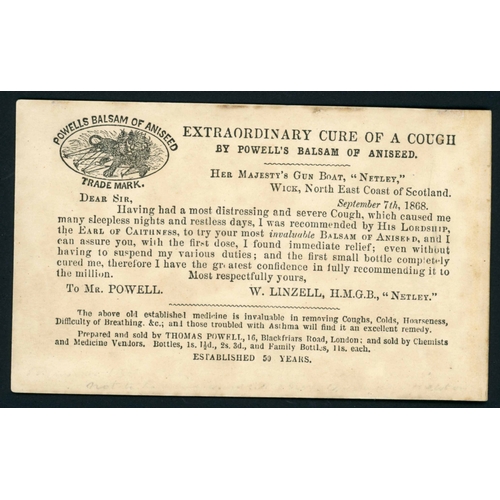 POWELLS BALSAM OF ANISEED
TRADE MARK.
EXTRAORDINARY CURE OF A COUGH
BY POWELL'S BALSAM OF ANISEED.
HER MAJESTY'S GUN BOAT, "NETLEY,"
WICK, NORTH EAST COAST OF SCOTLAND.
September 7th, 1868.
DEAR SIR,
Having had a most distressing and severe Cough, which caused me
many sleepless nights and restless days, I was recommended by HIS LORDSHIP,
the EARL OF CAITHNESS, to try your most invaluable BALSAM OF ANISEED, and I
can assure you, with the first dose, I found immediate relief; even without
having to suspend my various duties; and the first small bottle completely
cured me, therefore I have the greatest confidence in fully recommending it to
the million.
Most respectfully yours,
To MR. POWELL. W. LINZELL, H.M.G.B., "NETLEY."
The above old established medicine is invaluable in removing Coughs, Colds, Hoarseness,
Difficulty of Breathing, &c.; and those troubled with Asthma will find it an excellent remedy.
Prepared and sold by THOMAS POWELL, 16, Blackfriars Road, London; and sold by Chemists
and Medicine Vendors. Bottles, 1s. 1½d., 2s. 3d., and Family Bottles, 11s. each.
ESTABLISHED 50 YEARS.